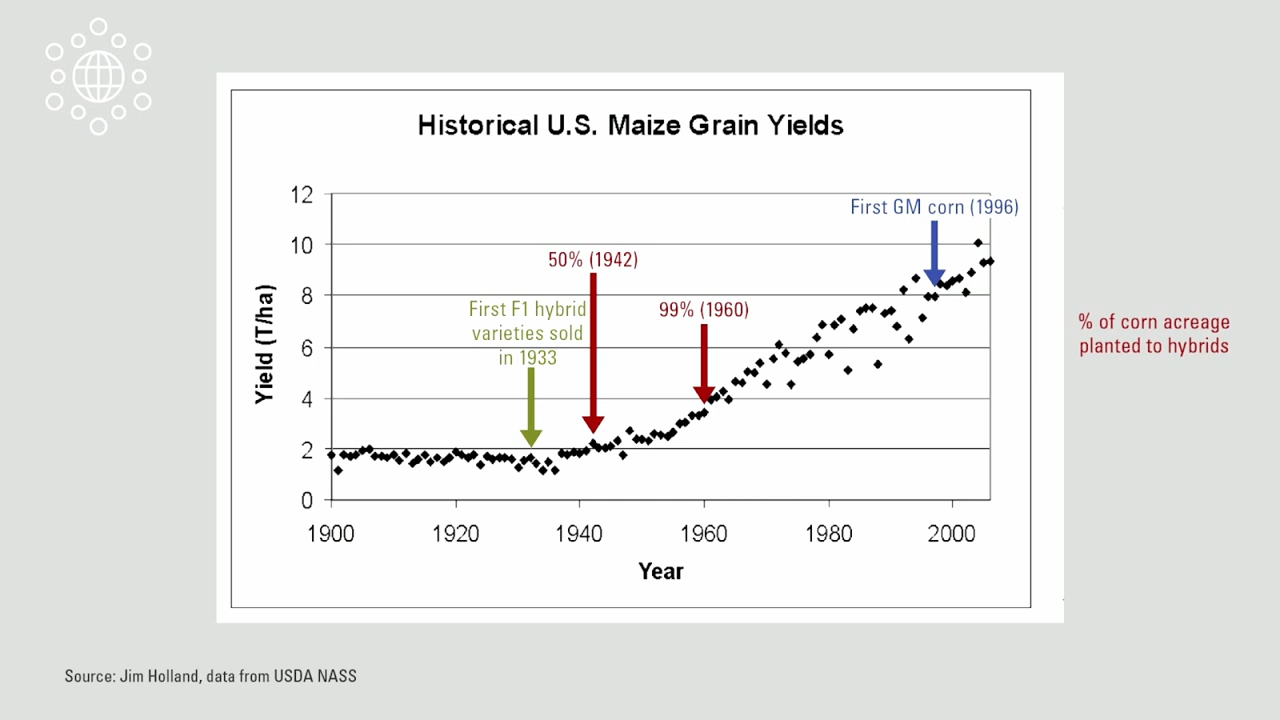 Historical U.S. Maize Grain Yields
12
10
8
6
4
2
0
Yield (T/ha)
First GM corn (1996)
50% (1942)
First F1 hybrid
varieties sold
in 1933
99% (1960)
1900 1920 1940 1960 1980 2000
Year
% of corn acreage
planted to hybrids
Source: Jim Holland, data from USDA NASS